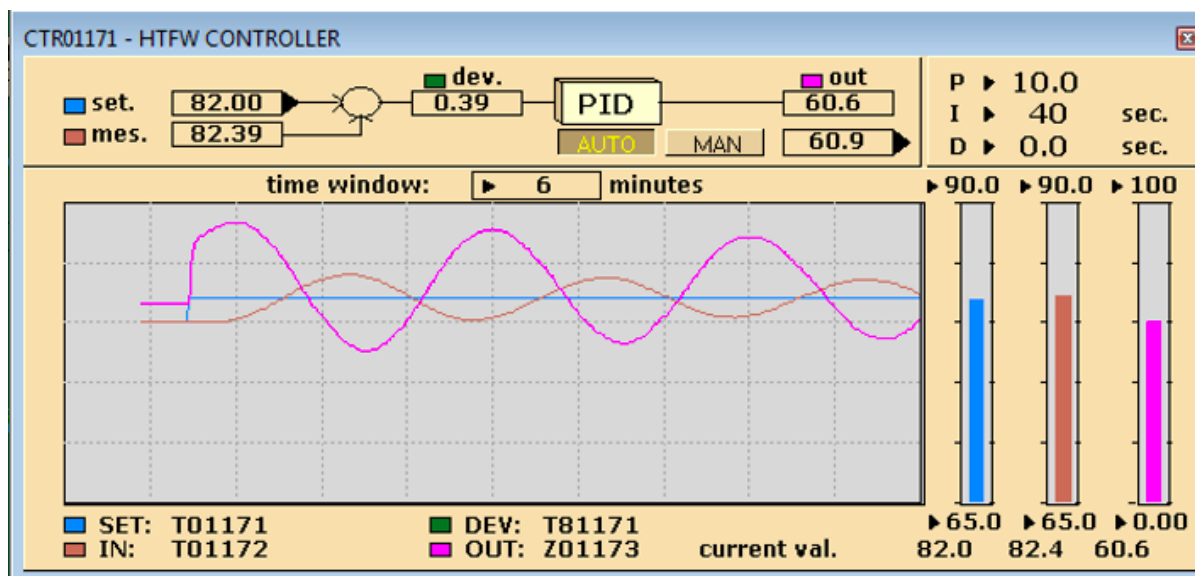 CTR01171 - HTFW CONTROLLER
set. 82.00 dev. 0.39 PID out 60.6
mes. 82.39 AUTO MAN 60.9
P 10.0
I 40 sec.
D 0.0 sec.
time window: 6 minutes
90.0 90.0 100
65.0 65.0 0.00
SET: T01171 DEV: T81171
IN: T01172 OUT: Z01173 current val. 82.0 82.4 60.6